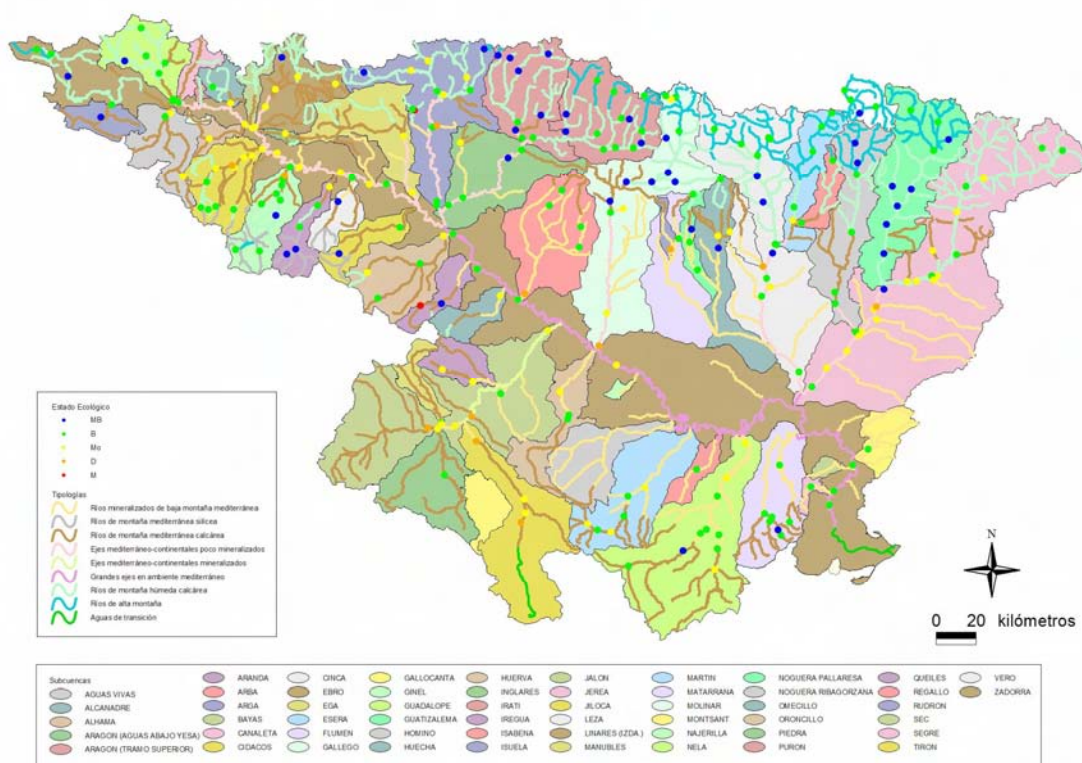 Estado Ecológico
MB
B
Mo
D
M
Tipologías
Ríos mineralizados de baja montaña mediterránea
Ríos de montaña mediterránea silícea
Ríos de montaña mediterránea calcárea
Ejes mediterráneo-continentales poco mineralizados
Ejes mediterráneo-continentales mineralizados
Grandes ejes en ambiente mediterráneo
Ríos de montaña húmeda calcárea
Ríos de alta montaña
Aguas de transición
N
0 20 kilómetros
Subcuencas
AGUAS VIVAS
ALCANADRE
ALHAMA
ARAGON (AGUAS ABAJO YESA)
ARAGON (TRAMO SUPERIOR)
ARANDA
ARBA
ARGA
BAYAS
CANALETA
CIDACOS
CINCA
EBRO
EGA
ESERA
FLUMEN
GALLEGO
GALLOCANTA
GINEL
GUADALOPE
GUATIZALEMA
HOMINO
HUECHA
HUERVA
INGLARES
IRATI
IREGUA
ISABENA
ISUELA
JALON
JEREA
JILOCA
LEZA
LINARES (IZDA.)
MANUBLES
MARTIN
MATARRANA
MOLINAR
MONTSANT
NAJERILLA
NELA
NOGUERA PALLARESA
NOGUERA RIBAGORZANA
OMECILLO
ORONCILLO
PIEDRA
PURON
QUEILES
REGALLO
RUDRON
SEC
SEGRE
TIRON
VERO
ZADORRA